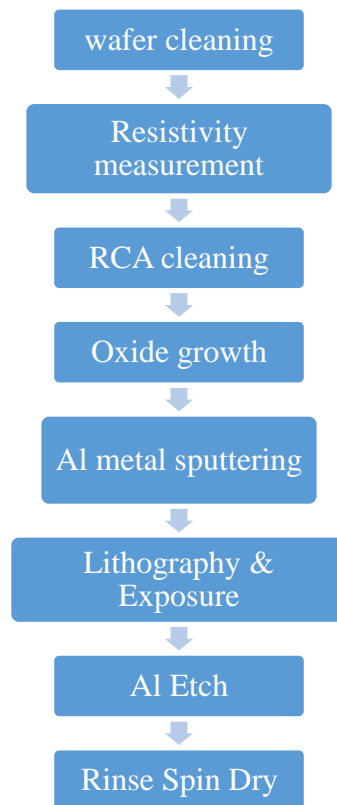 wafer cleaning
Resistivity
measurement
RCA cleaning
Oxide growth
Al metal sputtering
Lithography &
Exposure
Al Etch
Rinse Spin Dry